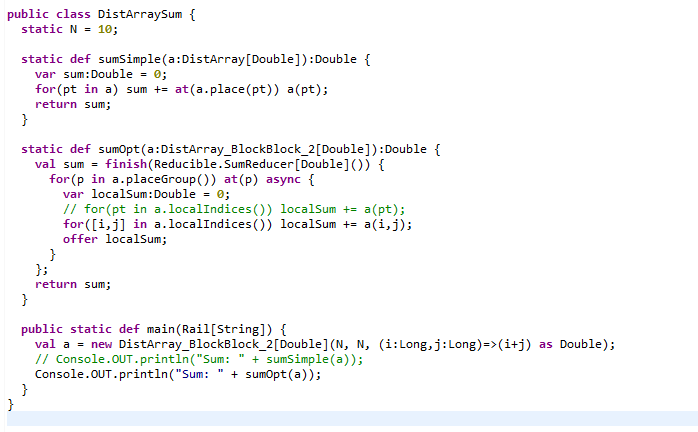 public class DistArraySum {
  static N = 10;

  static def sumSimple(a:DistArray[Double]):Double {
    var sum:Double = 0;
    for(pt in a) sum += at(a.place(pt)) a(pt);
    return sum;
  }

  static def sumOpt(a:DistArray_BlockBlock_2[Double]):Double {
    val sum = finish(Reducible.SumReducer[Double]()) {
      for(p in a.placeGroup()) at(p) async {
        var localSum:Double = 0;
        // for(pt in a.localIndices()) localSum += a(pt);
        for([i,j] in a.localIndices()) localSum += a(i,j);
        offer localSum;
      }
    };
    return sum;
  }

  public static def main(Rail[String]) {
    val a = new DistArray_BlockBlock_2[Double](N, N, (i:Long,j:Long)=>(i+j) as Double);
    // Console.OUT.println("Sum: " + sumSimple(a));
    Console.OUT.println("Sum: " + sumOpt(a));
  }
}